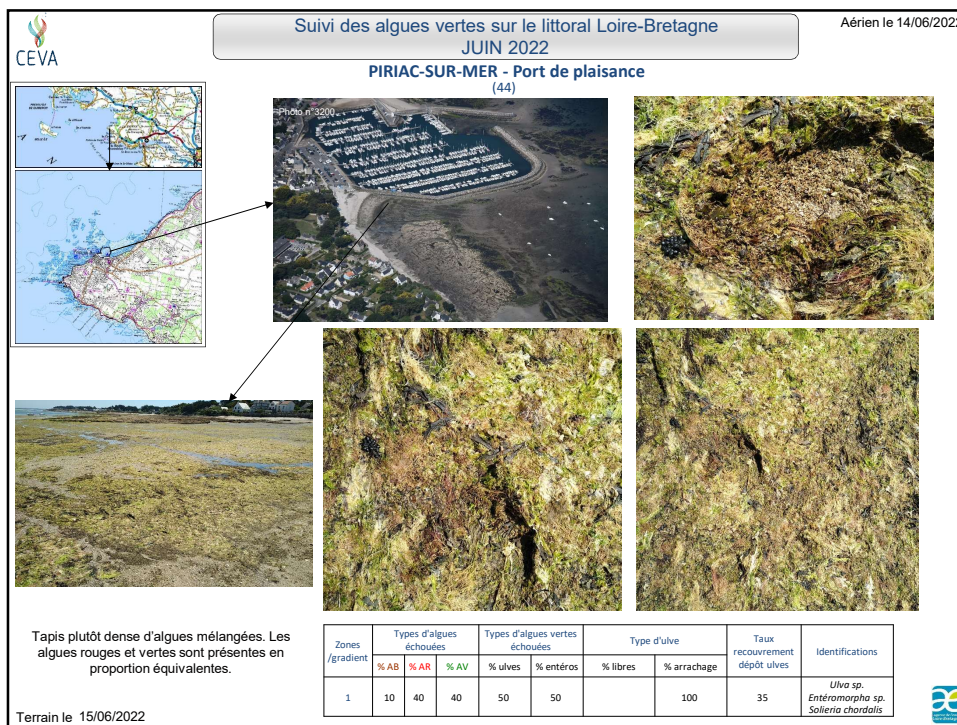 CEVA
Suivi des algues vertes sur le littoral Loire-Bretagne
JUIN 2022
Aérien le 14/06/2022
PIRIAC-SUR-MER - Port de plaisance
(44)
Photo n°3200
Tapis plutôt dense d'algues mélangées. Les
algues rouges et vertes sont présentes en
proportion équivalentes.
Zones
/gradient
Types d'algues
échouées
Types d'algues vertes
échouées
Type d'ulve
Taux
recouvrement
dépôt ulves
Identifications
% AB % AR % AV % ulves % entéros % libres % arrachage
1 10 40 40 50 50 100 35
Ulva sp.
Entéromorpha sp.
Solieria chordalis
Terrain le 15/06/2022